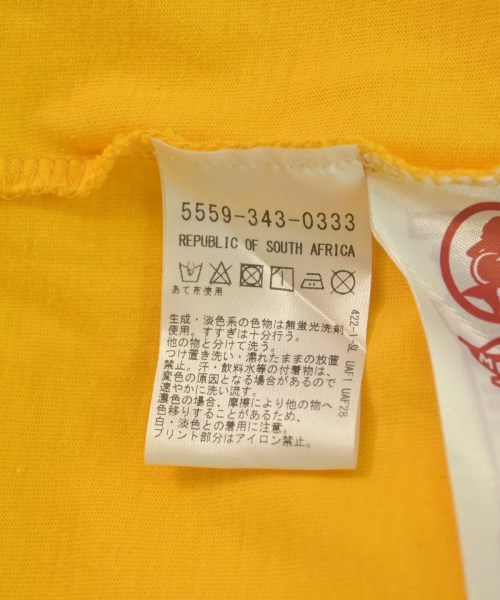 5559-343-0333
REPUBLIC OF SOUTH AFRICA
あて布使用
生成・淡色系の色物は無蛍光洗剤
使用。すすぎは十分行う。
他の物と分けて洗う。
つけ置き洗い・濡れたままの放置
禁止。汗・飲料水等の付着物は、
変色の原因となる場合があるので
速やかに洗い流す。
濃色の場合、摩擦により他の物へ
色移りすることがあるため、
白・淡色との着用に注意。
プリント部分はアイロン禁止。
UAF1 UAF28